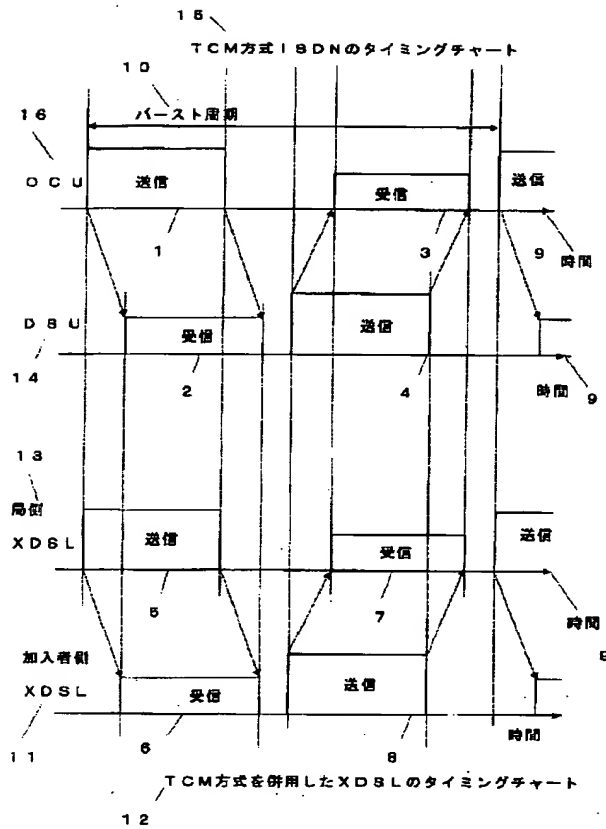 15
TCM方式ISDNのタイミングチャート
10
バースト周期
16
OCU
送信
受信
送信
1
3
9
時間
DSU
受信
送信
14
2
4
時間
9
13
局側
XDSL
送信
受信
送信
5
7
時間
加入者側
XDSL
受信
送信
11
6
8
時間
TCM方式を併用したXDSLのタイミングチャート
12